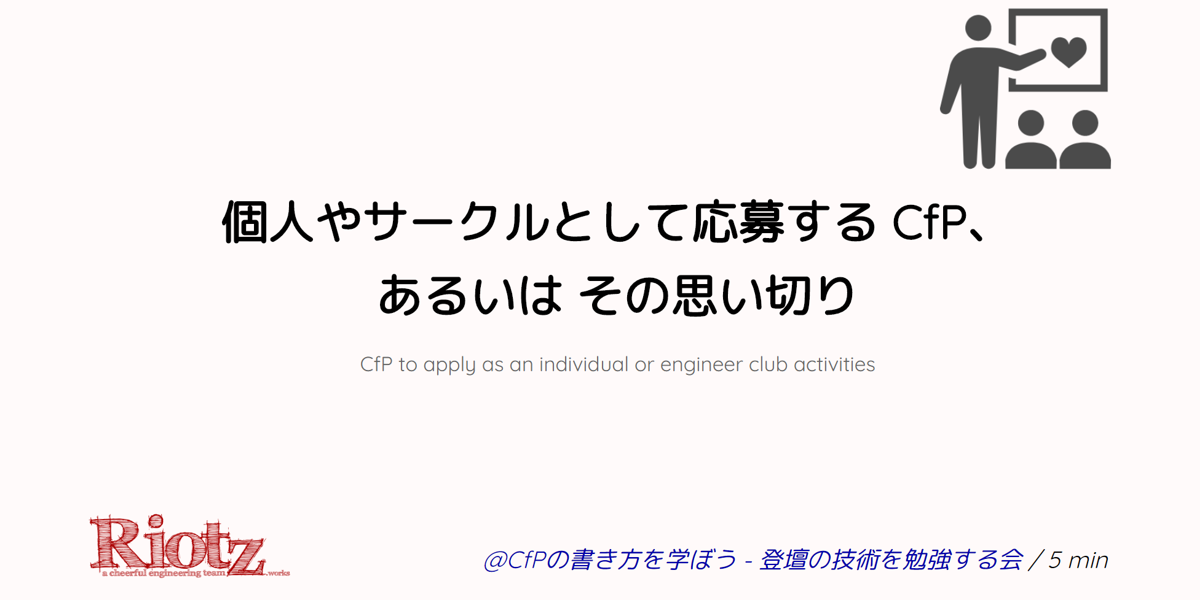 個人やサークルとして応募する CfP、
あるいは その思い切り
CfP to apply as an individual or engineer club activities
Riotz
a cheerful engineering team .works
@CfPの書き方を学ぼう - 登壇の技術を勉強する会 / 5 min